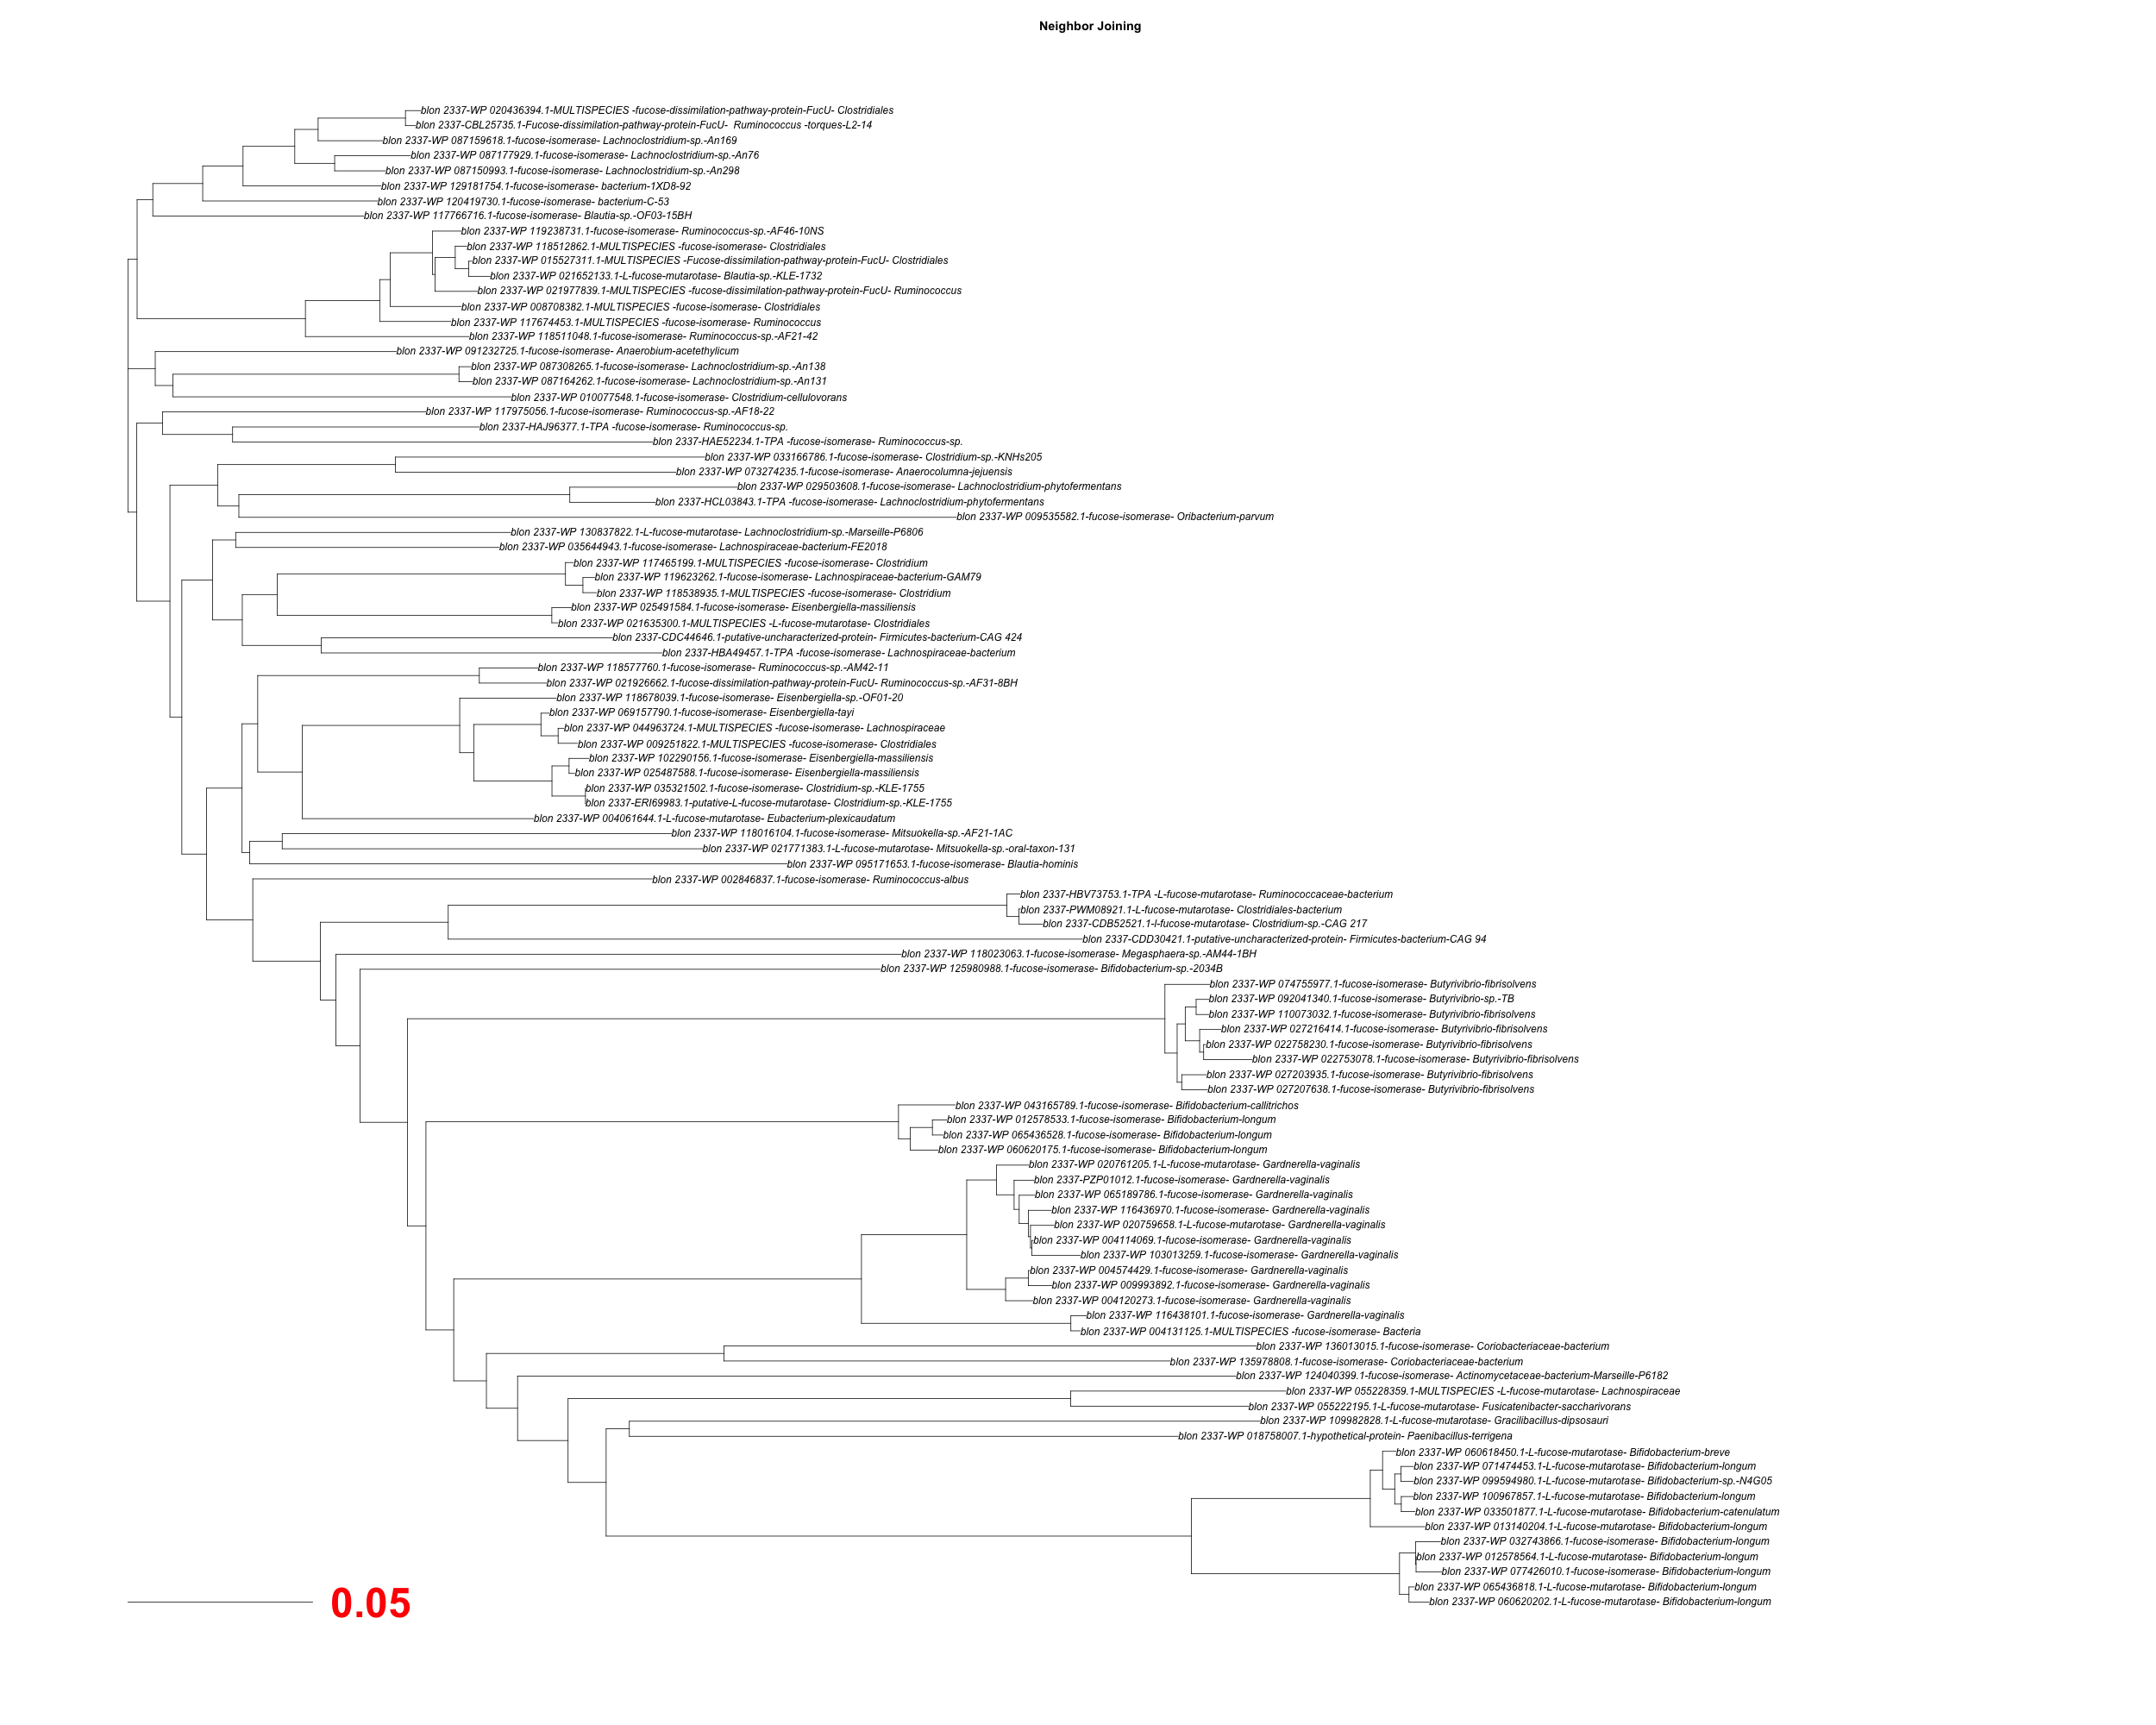 Neighbor Joining
blon 2337-WP 020436394.1-MULTISPECIES -fucose-dissimilation-pathway-protein-FucU- Clostridiales
blon 2337-CBL25735.1-Fucose-dissimilation-pathway-protein-FucU- Ruminococcus -torques-L2-14
blon 2337-WP 087159618.1-fucose-isomerase- Lachnoclostridium-sp.-An169
blon 2337-WP 087177929.1-fucose-isomerase- Lachnoclostridium-sp.-An76
blon 2337-WP 087150993.1-fucose-isomerase- Lachnoclostridium-sp.-An298
blon 2337-WP 129181754.1-fucose-isomerase- bacterium-1XD8-92
blon 2337-WP 120419730.1-fucose-isomerase- bacterium-C-53
blon 2337-WP 117766716.1-fucose-isomerase- Blautia-sp.-OF03-15BH
blon 2337-WP 119238731.1-fucose-isomerase- Ruminococcus-sp.-AF46-10NS
blon 2337-WP 118512862.1-MULTISPECIES -fucose-isomerase- Clostridiales
blon 2337-WP 015527311.1-MULTISPECIES -Fucose-dissimilation-pathway-protein-FucU- Clostridiales
blon 2337-WP 021652133.1-L-fucose-mutarotase- Blautia-sp.-KLE-1732
blon 2337-WP 021977839.1-MULTISPECIES -fucose-dissimilation-pathway-protein-FucU- Ruminococcus
blon 2337-WP 008708382.1-MULTISPECIES -fucose-isomerase- Clostridiales
blon 2337-WP 117674453.1-MULTISPECIES -fucose-isomerase- Ruminococcus
blon 2337-WP 118511048.1-fucose-isomerase- Ruminococcus-sp.-AF21-42
blon 2337-WP 091232725.1-fucose-isomerase- Anaerobium-acetethylicum
blon 2337-WP 087308265.1-fucose-isomerase- Lachnoclostridium-sp.-An138
blon 2337-WP 087164262.1-fucose-isomerase- Lachnoclostridium-sp.-An131
blon 2337-WP 010077548.1-fucose-isomerase- Clostridium-cellulovorans
blon 2337-WP 117975056.1-fucose-isomerase- Ruminococcus-sp.-AF18-22
blon 2337-HAJ96377.1-TPA -fucose-isomerase- Ruminococcus-sp.
blon 2337-HAE52234.1-TPA -fucose-isomerase- Ruminococcus-sp.
blon 2337-WP 033166786.1-fucose-isomerase- Clostridium-sp.-KNHs205
blon 2337-WP 073274235.1-fucose-isomerase- Anaerocolumna-jejuensis
blon 2337-WP 029503608.1-fucose-isomerase- Lachnoclostridium-phytofermentans
blon 2337-HCL03843.1-TPA -fucose-isomerase- Lachnoclostridium-phytofermentans
blon 2337-WP 009535582.1-fucose-isomerase- Oribacterium-parvum
blon 2337-WP 130837822.1-L-fucose-mutarotase- Lachnoclostridium-sp.-Marseille-P6806
blon 2337-WP 035644943.1-fucose-isomerase- Lachnospiraceae-bacterium-FE2018
blon 2337-WP 117465199.1-MULTISPECIES -fucose-isomerase- Clostridium
blon 2337-WP 119623262.1-fucose-isomerase- Lachnospiraceae-bacterium-GAM79
blon 2337-WP 118538935.1-MULTISPECIES -fucose-isomerase- Clostridium
blon 2337-WP 025491584.1-fucose-isomerase- Eisenbergiella-massiliensis
blon 2337-WP 021635300.1-MULTISPECIES -L-fucose-mutarotase- Clostridiales
blon 2337-CDC44646.1-putative-uncharacterized-protein- Firmicutes-bacterium-CAG 424
blon 2337-HBA49457.1-TPA -fucose-isomerase- Lachnospiraceae-bacterium
blon 2337-WP 118577760.1-fucose-isomerase- Ruminococcus-sp.-AM42-11
blon 2337-WP 021926662.1-fucose-dissimilation-pathway-protein-FucU- Ruminococcus-sp.-AF31-8BH
blon 2337-WP 118678039.1-fucose-isomerase- Eisenbergiella-sp.-OF01-20
blon 2337-WP 069157790.1-fucose-isomerase- Eisenbergiella-tayi
blon 2337-WP 044963724.1-MULTISPECIES -fucose-isomerase- Lachnospiraceae
blon 2337-WP 009251822.1-MULTISPECIES -fucose-isomerase- Clostridiales
blon 2337-WP 102290156.1-fucose-isomerase- Eisenbergiella-massiliensis
blon 2337-WP 025487588.1-fucose-isomerase- Eisenbergiella-massiliensis
blon 2337-WP 035321502.1-fucose-isomerase- Clostridium-sp.-KLE-1755
blon 2337-ERI69983.1-putative-L-fucose-mutarotase- Clostridium-sp.-KLE-1755
blon 2337-WP 004061644.1-L-fucose-mutarotase- Eubacterium-plexicaudatum
blon 2337-WP 118016104.1-fucose-isomerase- Mitsuokella-sp.-AF21-1AC
blon 2337-WP 021771383.1-L-fucose-mutarotase- Mitsuokella-sp.-oral-taxon-131
blon 2337-WP 095171653.1-fucose-isomerase- Blautia-hominis
blon 2337-WP 002846837.1-fucose-isomerase- Ruminococcus-albus
blon 2337-HBV73753.1-TPA -L-fucose-mutarotase- Ruminococcaceae-bacterium
blon 2337-PWM08921.1-L-fucose-mutarotase- Clostridiales-bacterium
blon 2337-CDB52521.1-l-fucose-mutarotase- Clostridium-sp.-CAG 217
blon 2337-CDD30421.1-putative-uncharacterized-protein- Firmicutes-bacterium-CAG 94
blon 2337-WP 118023063.1-fucose-isomerase- Megasphaera-sp.-AM44-1BH
blon 2337-WP 125980988.1-fucose-isomerase- Bifidobacterium-sp.-2034B
blon 2337-WP 074755977.1-fucose-isomerase- Butyrivibrio-fibrisolvens
blon 2337-WP 092041340.1-fucose-isomerase- Butyrivibrio-sp.-TB
blon 2337-WP 110073032.1-fucose-isomerase- Butyrivibrio-fibrisolvens
blon 2337-WP 027216414.1-fucose-isomerase- Butyrivibrio-fibrisolvens
blon 2337-WP 022758230.1-fucose-isomerase- Butyrivibrio-fibrisolvens
blon 2337-WP 022753078.1-fucose-isomerase- Butyrivibrio-fibrisolvens
blon 2337-WP 027203935.1-fucose-isomerase- Butyrivibrio-fibrisolvens
blon 2337-WP 027207638.1-fucose-isomerase- Butyrivibrio-fibrisolvens
blon 2337-WP 043165789.1-fucose-isomerase- Bifidobacterium-callitrichos
blon 2337-WP 012578533.1-fucose-isomerase- Bifidobacterium-longum
blon 2337-WP 065436528.1-fucose-isomerase- Bifidobacterium-longum
blon 2337-WP 060620175.1-fucose-isomerase- Bifidobacterium-longum
blon 2337-WP 020761205.1-L-fucose-mutarotase- Gardnerella-vaginalis
blon 2337-PZP01012.1-fucose-isomerase- Gardnerella-vaginalis
blon 2337-WP 065189786.1-fucose-isomerase- Gardnerella-vaginalis
blon 2337-WP 116436970.1-fucose-isomerase- Gardnerella-vaginalis
blon 2337-WP 020759658.1-L-fucose-mutarotase- Gardnerella-vaginalis
blon 2337-WP 004114069.1-fucose-isomerase- Gardnerella-vaginalis
blon 2337-WP 103013259.1-fucose-isomerase- Gardnerella-vaginalis
blon 2337-WP 004574429.1-fucose-isomerase- Gardnerella-vaginalis
blon 2337-WP 009993892.1-fucose-isomerase- Gardnerella-vaginalis
blon 2337-WP 004120273.1-fucose-isomerase- Gardnerella-vaginalis
blon 2337-WP 116438101.1-fucose-isomerase- Gardnerella-vaginalis
blon 2337-WP 004131125.1-MULTISPECIES -fucose-isomerase- Bacteria
blon 2337-WP 136013015.1-fucose-isomerase- Coriobacteriaceae-bacterium
blon 2337-WP 135978808.1-fucose-isomerase- Coriobacteriaceae-bacterium
blon 2337-WP 124040399.1-fucose-isomerase- Actinomycetaceae-bacterium-Marseille-P6182
blon 2337-WP 055228359.1-MULTISPECIES -L-fucose-mutarotase- Lachnospiraceae
blon 2337-WP 055222195.1-L-fucose-mutarotase- Fusicatenibacter-saccharivorans
blon 2337-WP 109982828.1-L-fucose-mutarotase- Gracilibacillus-dipsosauri
blon 2337-WP 018758007.1-hypothetical-protein- Paenibacillus-terrigena
blon 2337-WP 060618450.1-L-fucose-mutarotase- Bifidobacterium-breve
blon 2337-WP 071474453.1-L-fucose-mutarotase- Bifidobacterium-longum
blon 2337-WP 099594980.1-L-fucose-mutarotase- Bifidobacterium-sp.-N4G05
blon 2337-WP 100967857.1-L-fucose-mutarotase- Bifidobacterium-longum
blon 2337-WP 033501877.1-L-fucose-mutarotase- Bifidobacterium-catenulatum
blon 2337-WP 013140204.1-L-fucose-mutarotase- Bifidobacterium-longum
blon 2337-WP 032743866.1-fucose-isomerase- Bifidobacterium-longum
blon 2337-WP 012578564.1-L-fucose-mutarotase- Bifidobacterium-longum
blon 2337-WP 077426010.1-fucose-isomerase- Bifidobacterium-longum
blon 2337-WP 065436818.1-L-fucose-mutarotase- Bifidobacterium-longum
blon 2337-WP 060620202.1-L-fucose-mutarotase- Bifidobacterium-longum
0.05